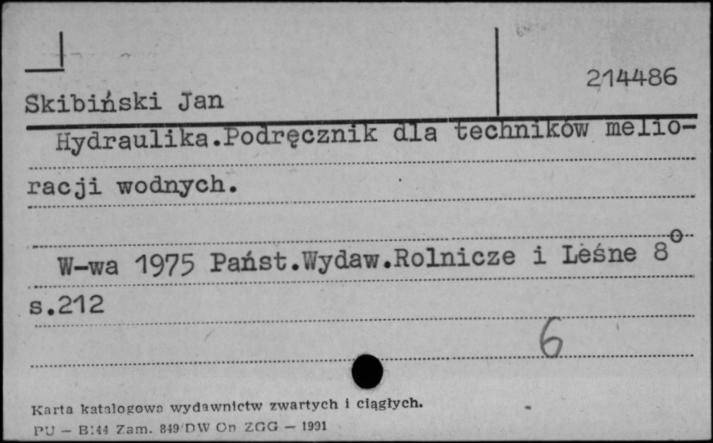 214486
Skibiński Jan
Hydraulika.Podręcznik dla techników melio-
racji wodnych.
W-wa 1975 Państ.Wydaw.Rolnicze i Leśne 8°
s.212
6
Karta katalogowa wydawnictw zwartych i ciągłych.
PU — B144 Zam. 849/DW On ZGG — 1991